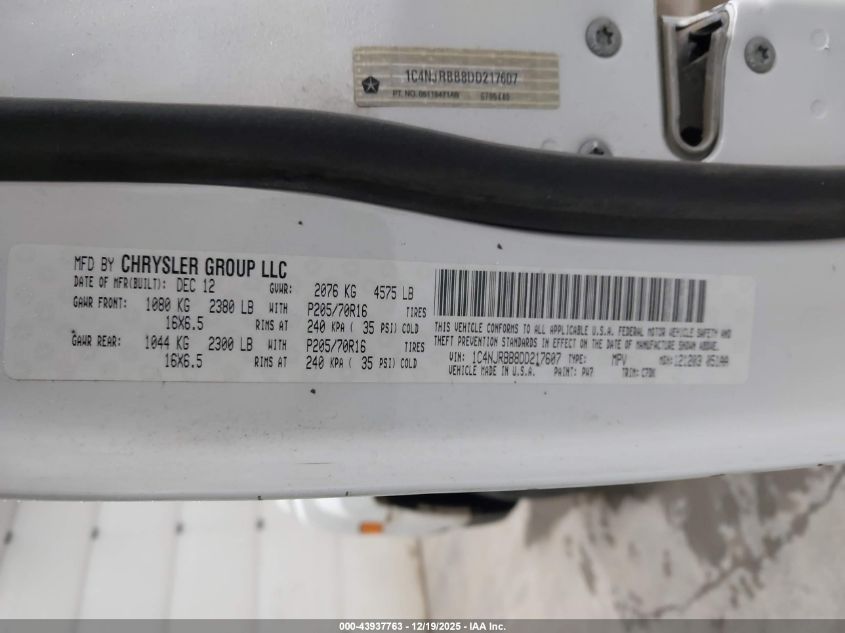 1C4NJRBB8DD217607
PT. NO.
MFD BY CHRYSLER GROUP LLC
DATE OF MFR(BUILT): DEC 12 GVWR: 2076 KG 4575 LB
GAWR FRONT: 1080 KG 2380 LB WITH P205/70R16 TIRES
16X6.5 RIMS AT 240 KPA ( 35 PSI) COLD
GAWR REAR: 1044 KG 2300 LB WITH P205/70R16 TIRES
16X6.5 RIMS AT 240 KPA ( 35 PSI) COLD
THIS VEHICLE CONFORMS TO ALL APPLICABLE U.S.A. FEDERAL MOTOR VEHICLE SAFETY AND
THEFT PREVENTION STANDARDS IN EFFECT ON THE DATE OF MANUFACTURE SHOWN ABOVE.
VIN: 1C4NJRBB8DD217607 TYPE: MPV MDH: 121203 051AA
VEHICLE MADE IN U.S.A. PAINT: PW7 TRIM:
000-43937763 - 12/19/2025 - IAA Inc.